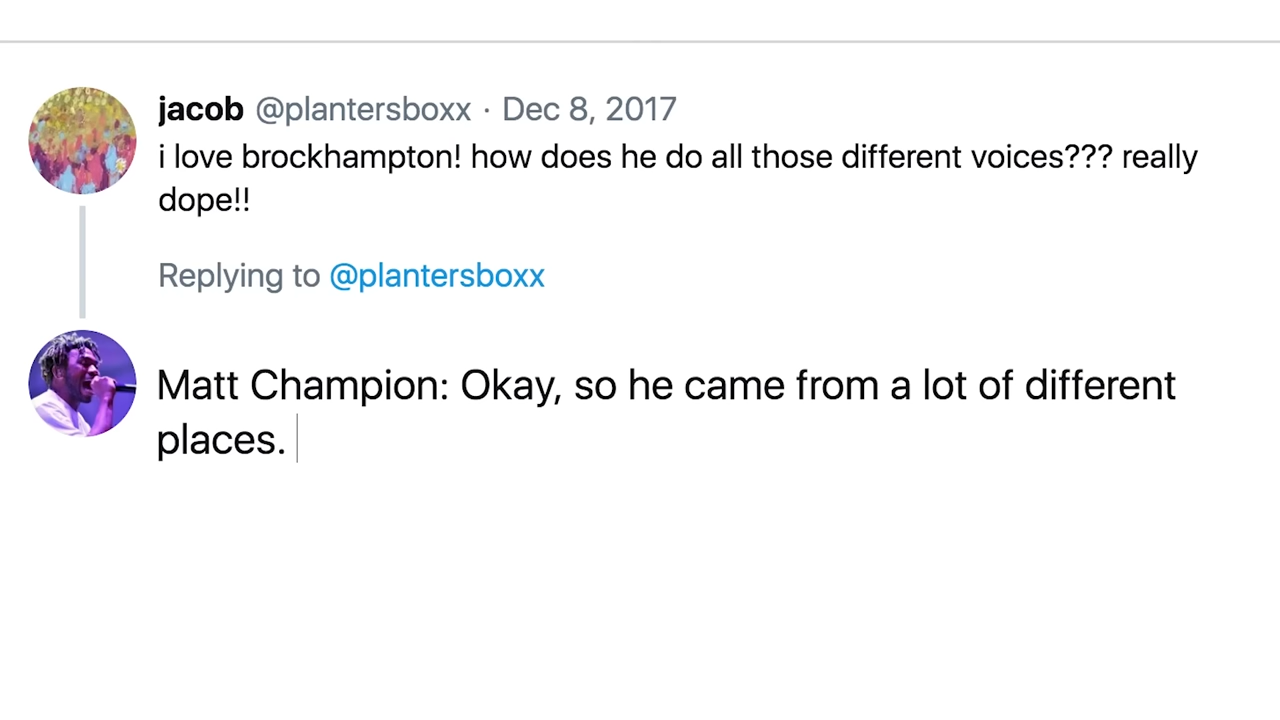 jacob @plantersboxx · Dec 8, 2017
i love brockhampton! how does he do all those different voices??? really
dope!!
Replying to @plantersboxx
Matt Champion: Okay, so he came from a lot of different
places.